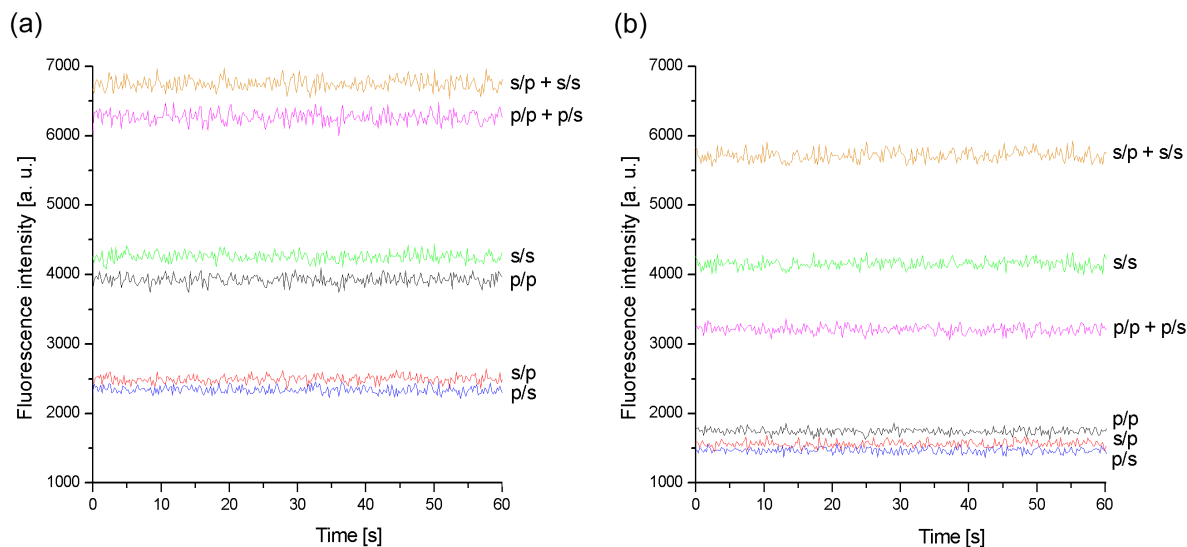 (a)
7000
6000
5000
4000
3000
2000
1000
0
10
20
30
40
50
60
Fluorescence intensity [a. u.]
Time [s]
s/p + s/s
p/p + p/s
s/s
p/p
s/p
p/s
(b)
7000
6000
5000
4000
3000
2000
1000
0
10
20
30
40
50
60
Fluorescence intensity [a. u.]
Time [s]
s/p + s/s
s/s
p/p + p/s
p/p
s/p
p/s